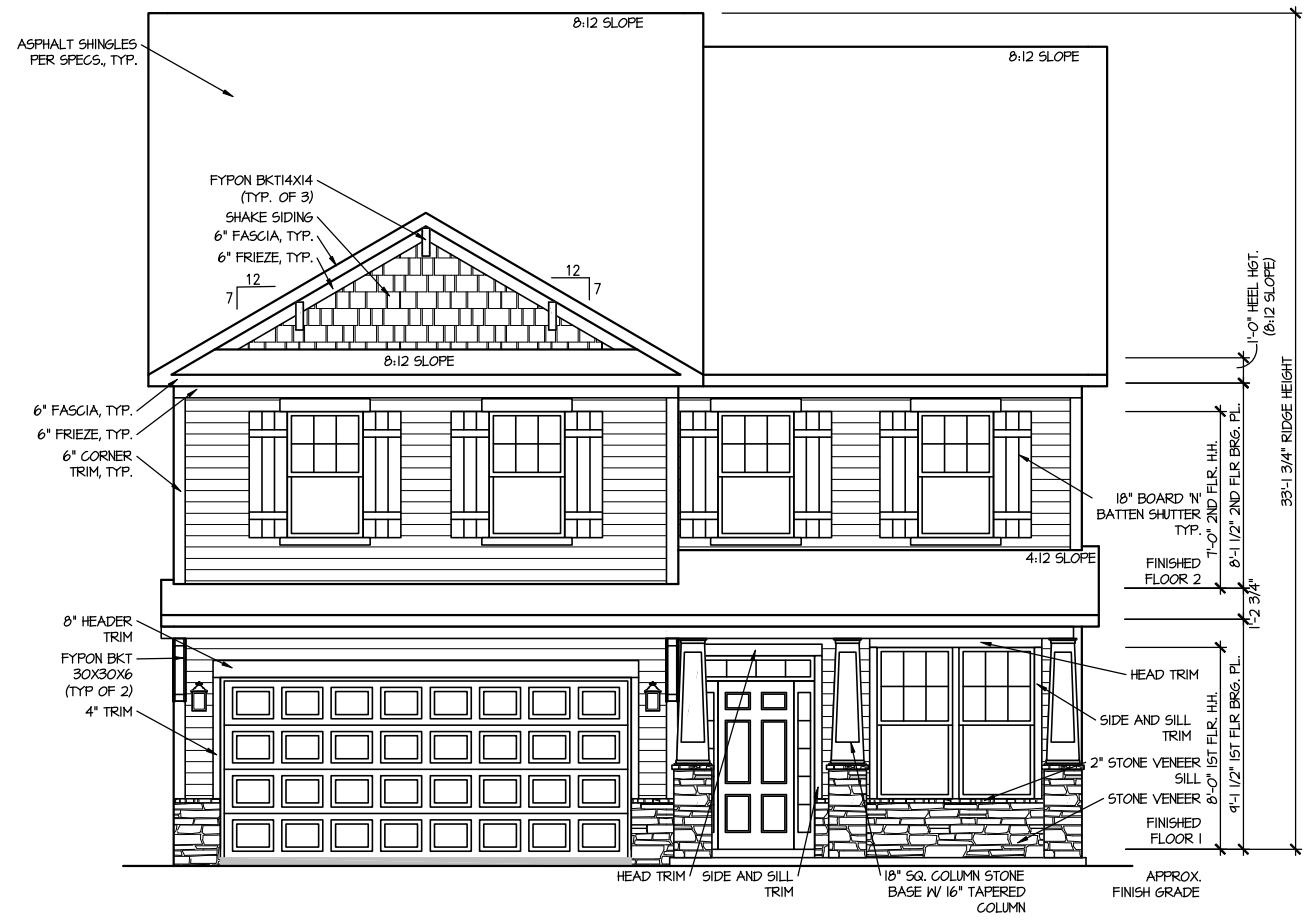 8:12 SLOPE
ASPHALT SHINGLES
PER SPECS., TYP.
8:12 SLOPE
FYPON BKT14X14
(TYP. OF 3)
SHAKE SIDING
6" FASCIA, TYP.
6" FRIEZE, TYP.
12
7
12
7
8:12 SLOPE
1'-0" HEEL HGT.
(8:12 SLOPE)
33'-1 3/4" RIDGE HEIGHT
6" FASCIA, TYP.
6" FRIEZE, TYP.
6" CORNER
TRIM, TYP.
18" BOARD 'N'
BATTEN SHUTTER
TYP.
7'-0" 2ND FLR. H.H.
8'-1 1/2" 2ND FLR BRG. PL.
4:12 SLOPE
FINISHED
FLOOR 2
1'-2 3/4"
8" HEADER
TRIM
FYPON BKT
30X30X6
(TYP OF 2)
4" TRIM
HEAD TRIM
SIDE AND SILL
TRIM
2" STONE VENEER
SILL
STONE VENEER
8'-0" 1ST FLR. H.H.
9'-1 1/2" 1ST FLR BRG. PL.
FINISHED
FLOOR 1
HEAD TRIM
SIDE AND SILL
TRIM
18" SQ. COLUMN STONE
BASE W/ 16" TAPERED
COLUMN
APPROX.
FINISH GRADE